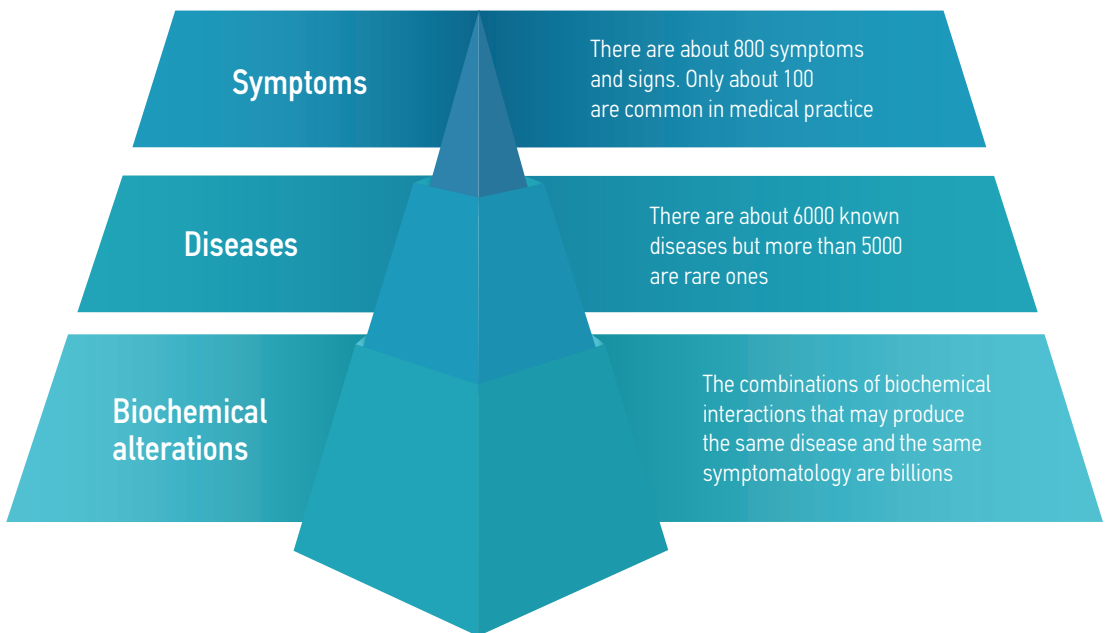 Symptoms
There are about 800 symptoms
and signs. Only about 100
are common in medical practice
Diseases
There are about 6000 known
diseases but more than 5000
are rare ones
Biochemical
alterations
The combinations of biochemical
interactions that may produce
the same disease and the same
symptomatology are billions